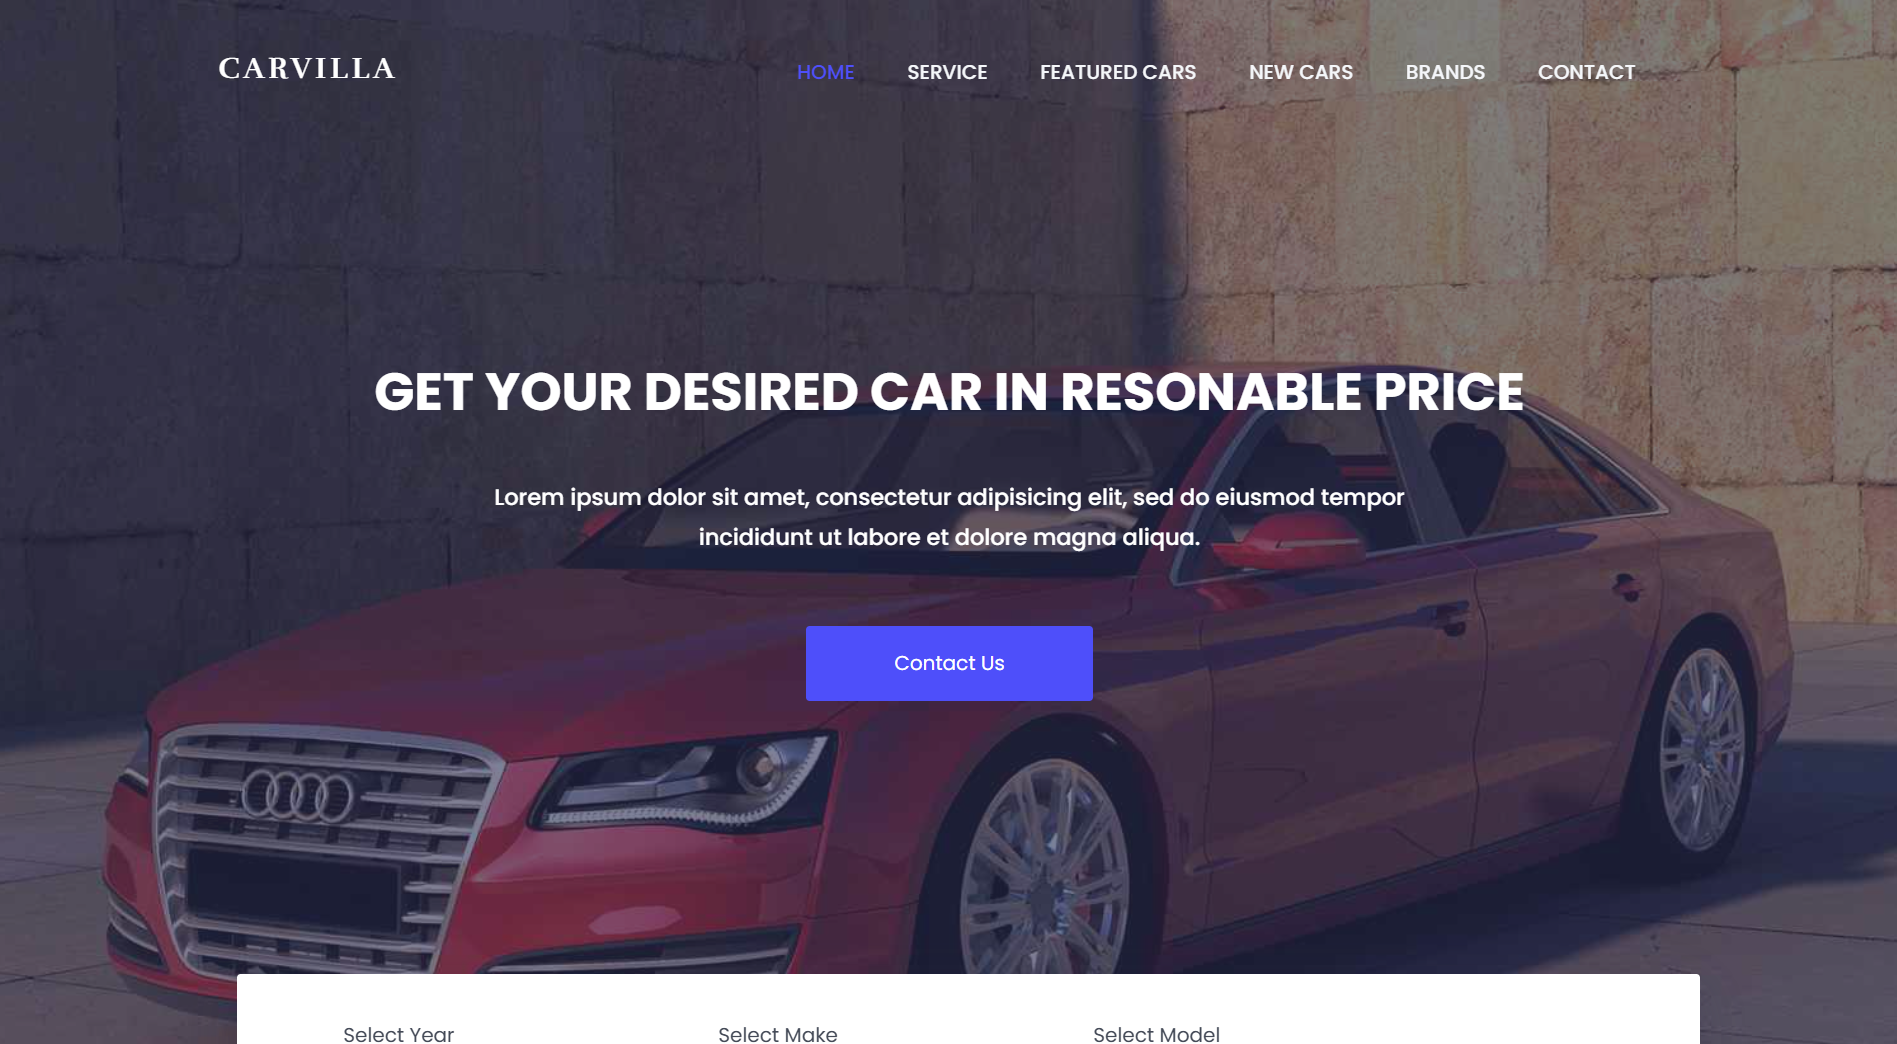 CARVILLA
HOME SERVICE FEATURED CARS NEW CARS BRANDS CONTACT
GET YOUR DESIRED CAR IN RESONABLE PRICE
Lorem ipsum dolor sit amet, consectetur adipisicing elit, sed do eiusmod tempor
incididunt ut labore et dolore magna aliqua.
Contact Us
Select Year
Select Make
Select Model